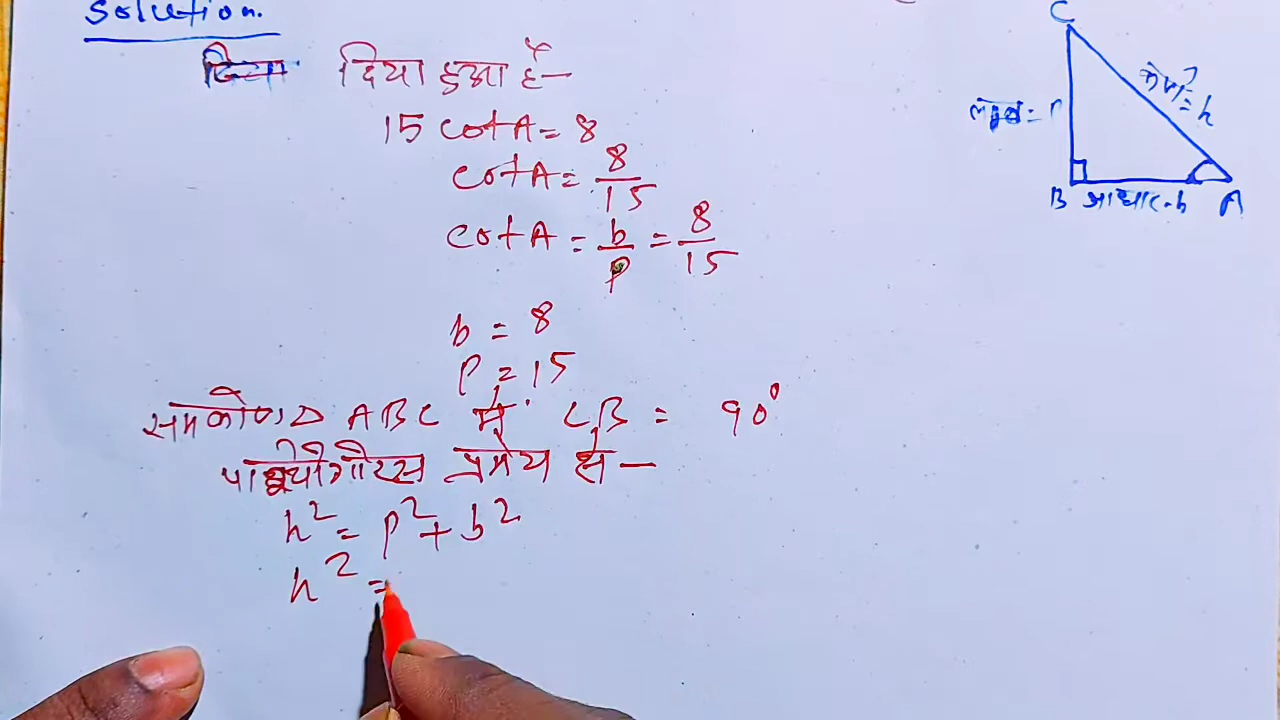 Solution.
दिया हुआ है—
15 cot A = 8
cot A = 8/15
cot A = b/p = 8/15
b = 8
P = 15
समकोण Δ ABC में ∠B = 90°
पाइथोगोरस प्रमेय से—
h² = p² + b²
h² =
C
कर्ण = h
लम्ब = P
B आधार = b A